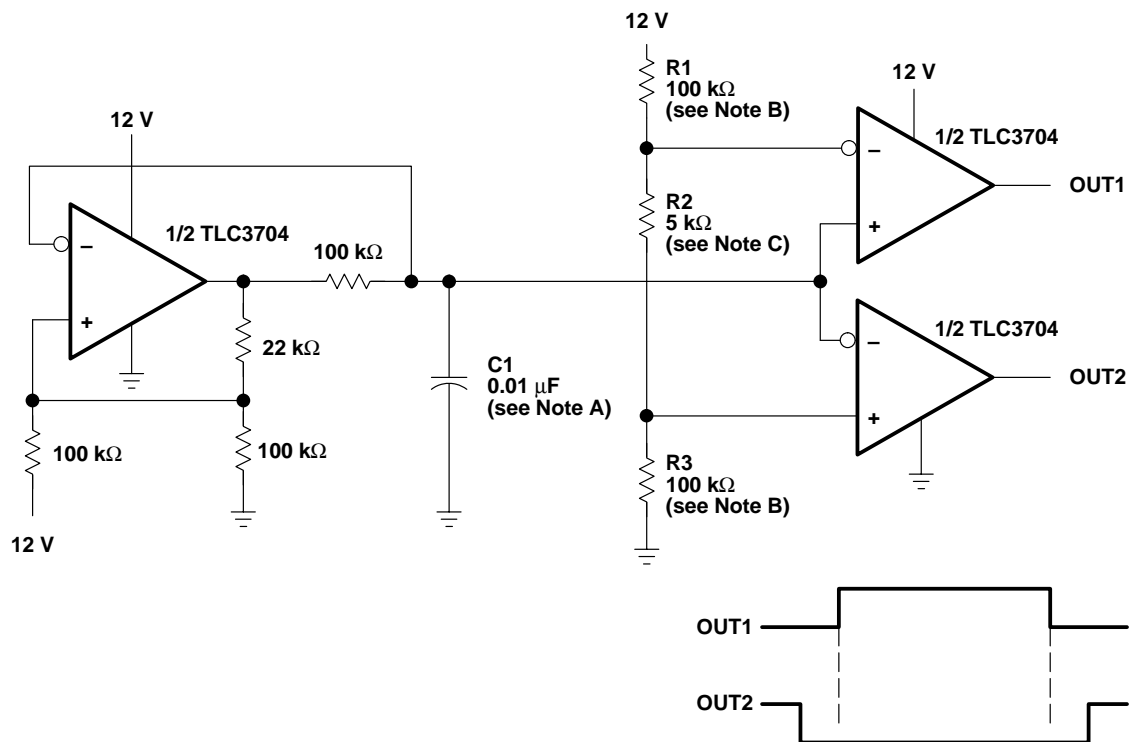 12 V
R1
100 kΩ
(see Note B)
12 V
12 V
1/2 TLC3704
−
+
OUT1
R2
5 kΩ
(see Note C)
1/2 TLC3704
−
+
100 kΩ
1/2 TLC3704
−
+
OUT2
22 kΩ
C1
0.01 μF
(see Note A)
100 kΩ
100 kΩ
R3
100 kΩ
(see Note B)
12 V
OUT1
OUT2